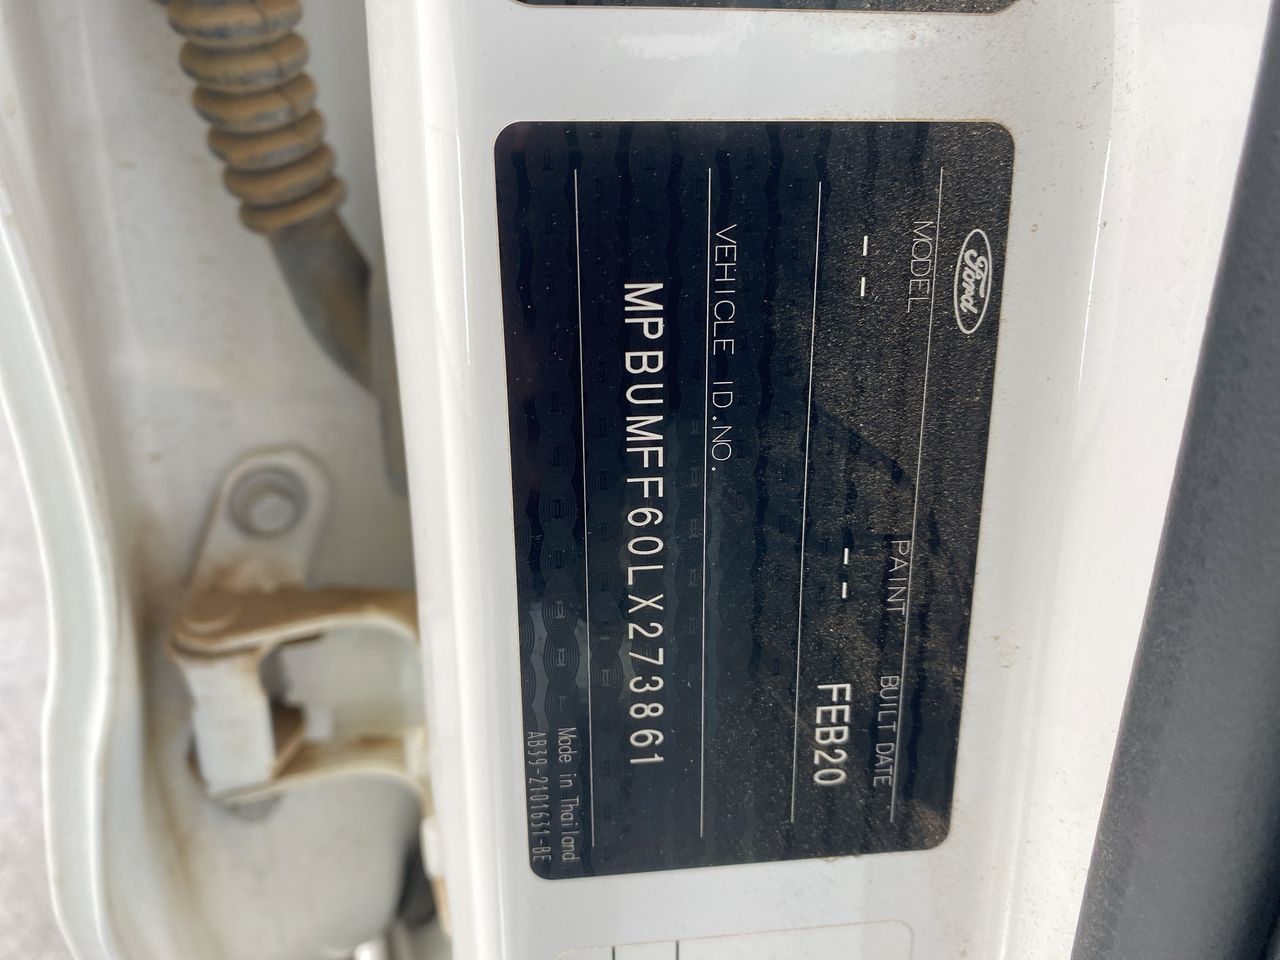 Ford
MODEL PAINT BUILT DATE
-- -- FEB20
VEHICLE ID.NO.
MPBUMFF60LX273861
Made in Thailand
AB39-2101631-BE